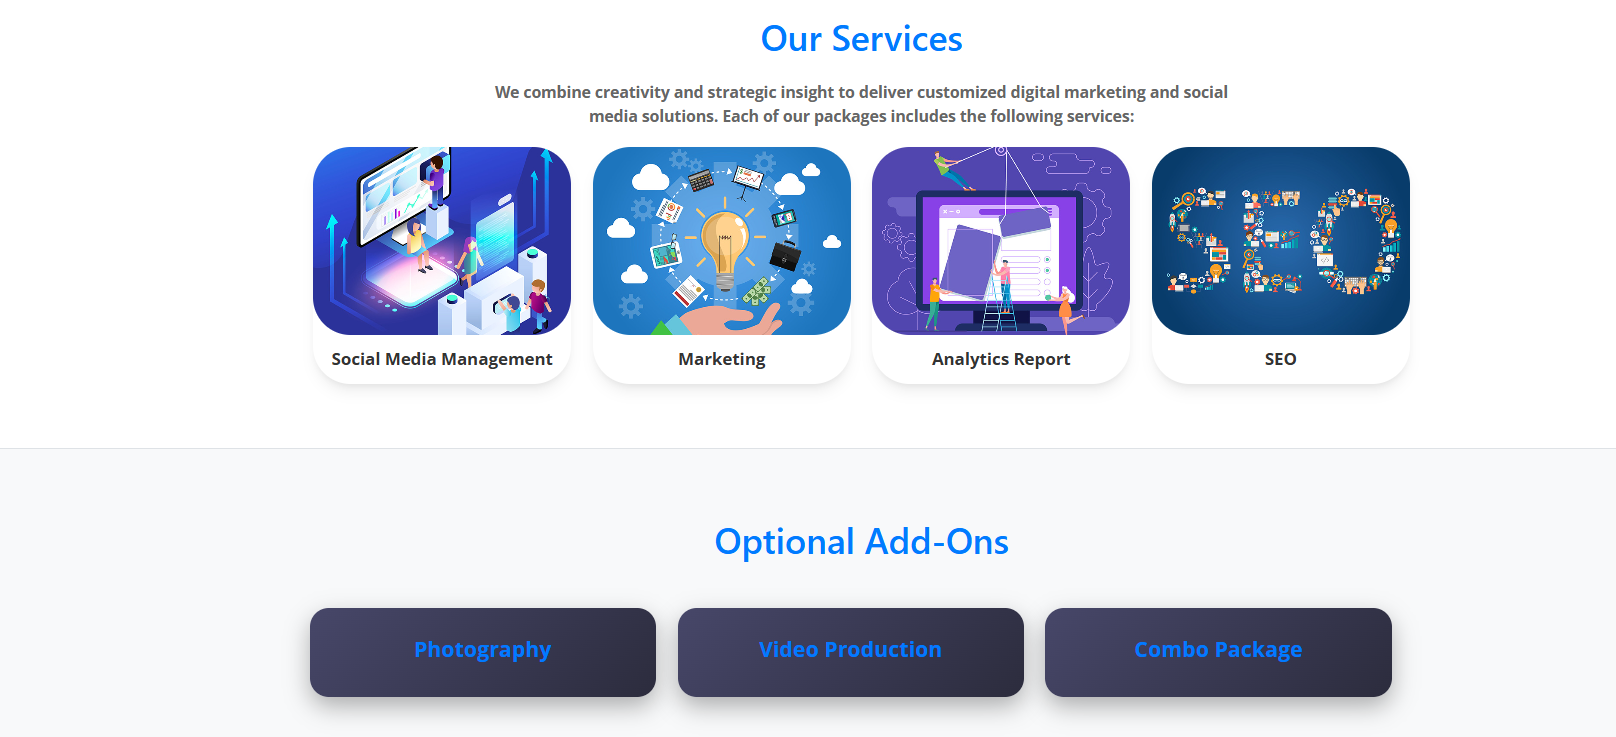 Our Services
We combine creativity and strategic insight to deliver customized digital marketing and social
media solutions. Each of our packages includes the following services:
SEO
Social Media Management
Marketing
Analytics Report
SEO
Optional Add-Ons
Photography
Video Production
Combo Package